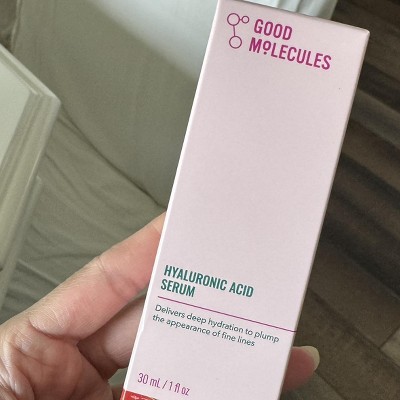 GOOD
MOLECULES
HYALURONIC ACID
SERUM
Delivers deep hydration to plump
the appearance of fine lines
30 mL / 1 fl oz